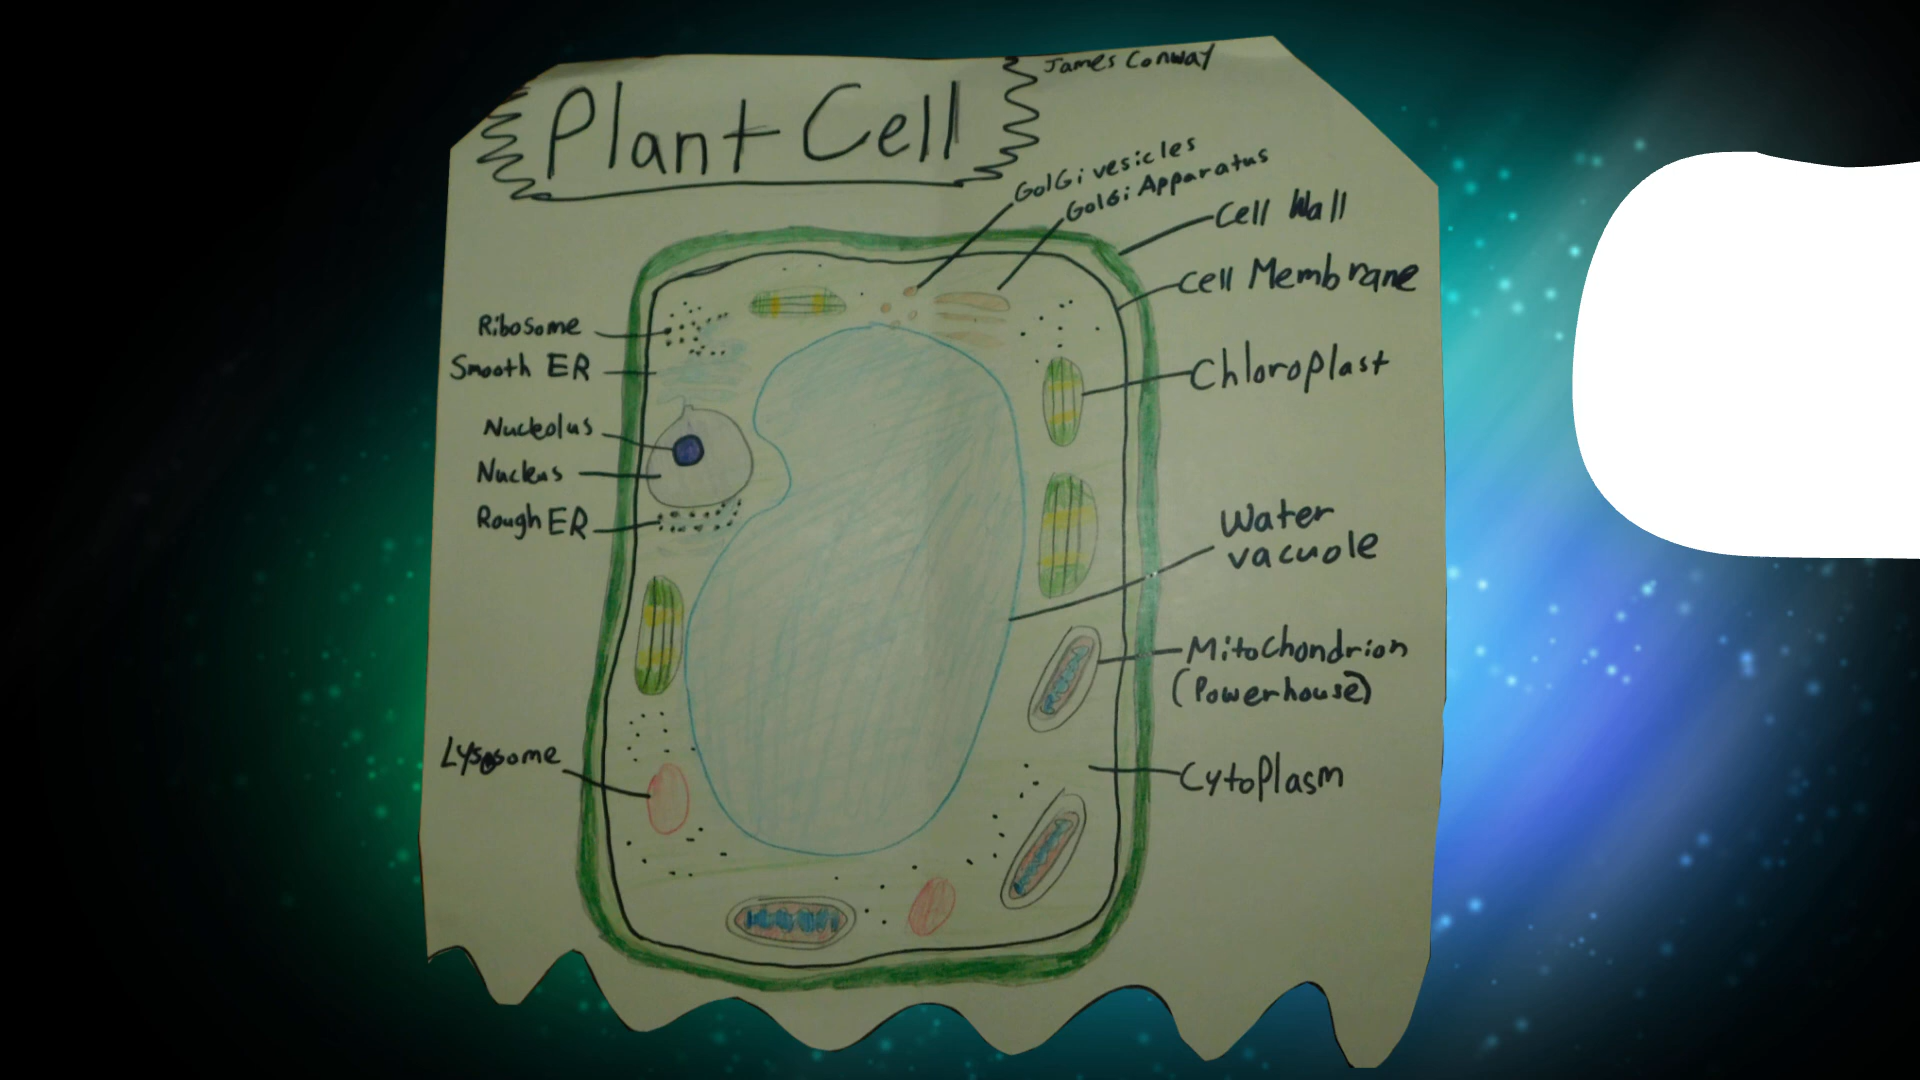 James Conway
Plant Cell
Golgi vesicles
Golgi Apparatus
Cell Wall
Cell Membrane
Ribosome
Smooth ER
Chloroplast
Nucleolus
Nucleus
Rough ER
Water
vacuole
Mitochondrion
(Powerhouse)
Lysosome
Cytoplasm